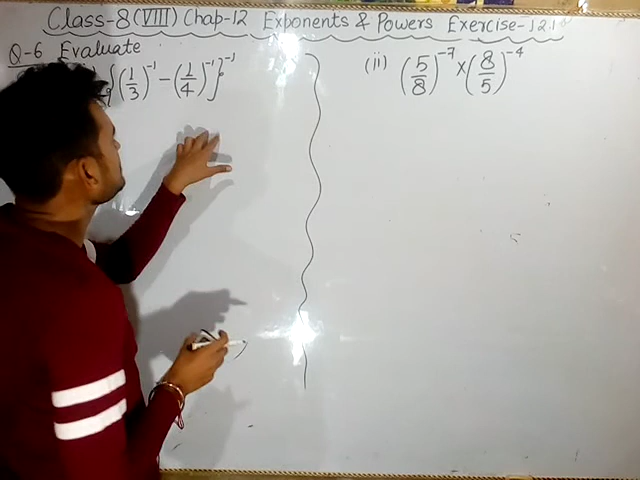 Class-8 (VIII) Chap-12 Exponents & Powers Exercise-12.1
Q-6 Evaluate
{(1/3)^-1 - (1/4)^-1}^-1
(ii) (5/8)^-7 × (8/5)^-4